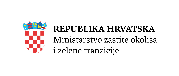 REPUBLIKA HRVATSKA
Ministarstvo zaštite okoliša
i zelene tranzicije